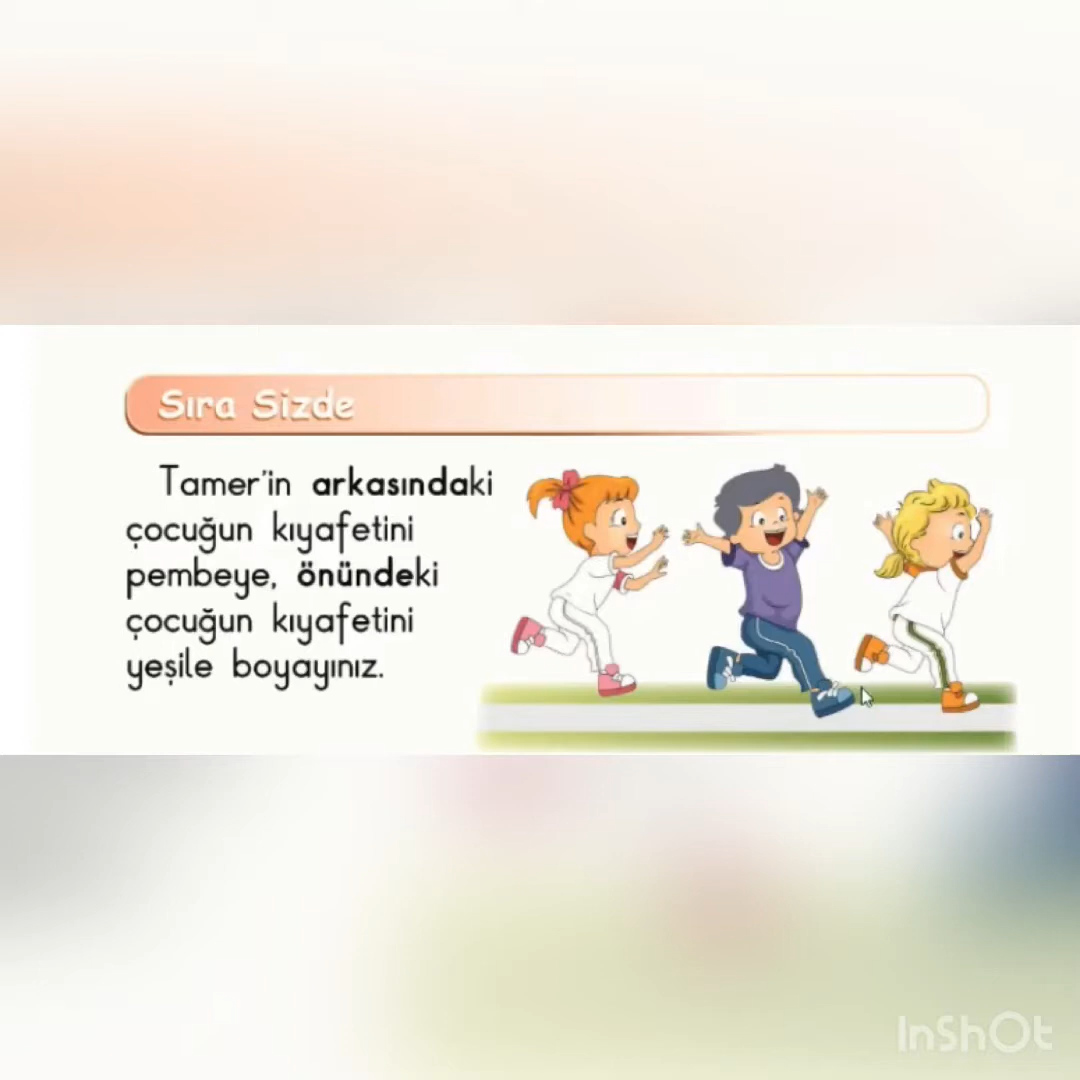 Sıra Sizde
Tamer'in arkasındaki
çocuğun kıyafetini
pembeye, önündeki
çocuğun kıyafetini
yeşile boyayınız.
InShOt